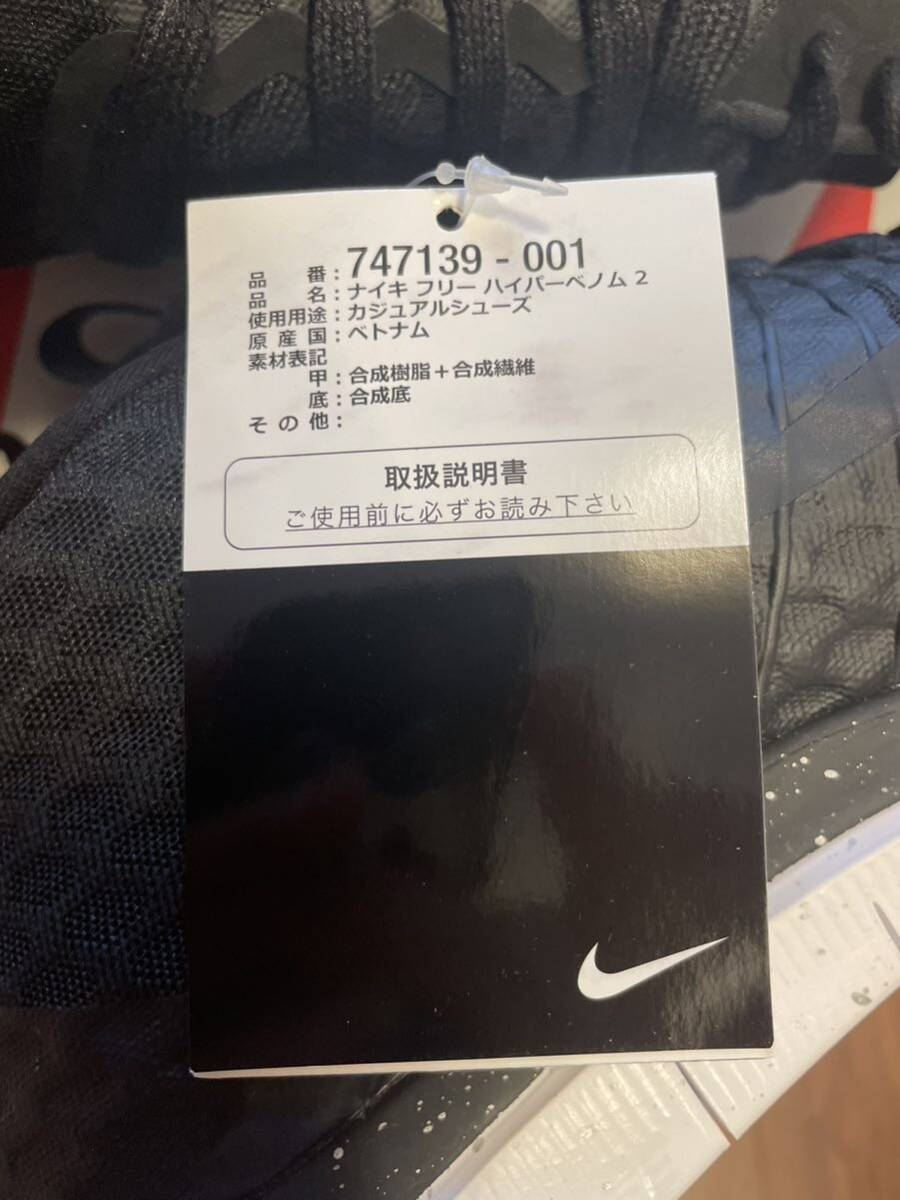 品番：747139-001
品名：ナイキ フリー ハイパーベノム 2
使用用途：カジュアルシューズ
原産国：ベトナム
素材表記
甲：合成樹脂＋合成繊維
底：合成底
その他：
取扱説明書
ご使用前に必ずお読み下さい